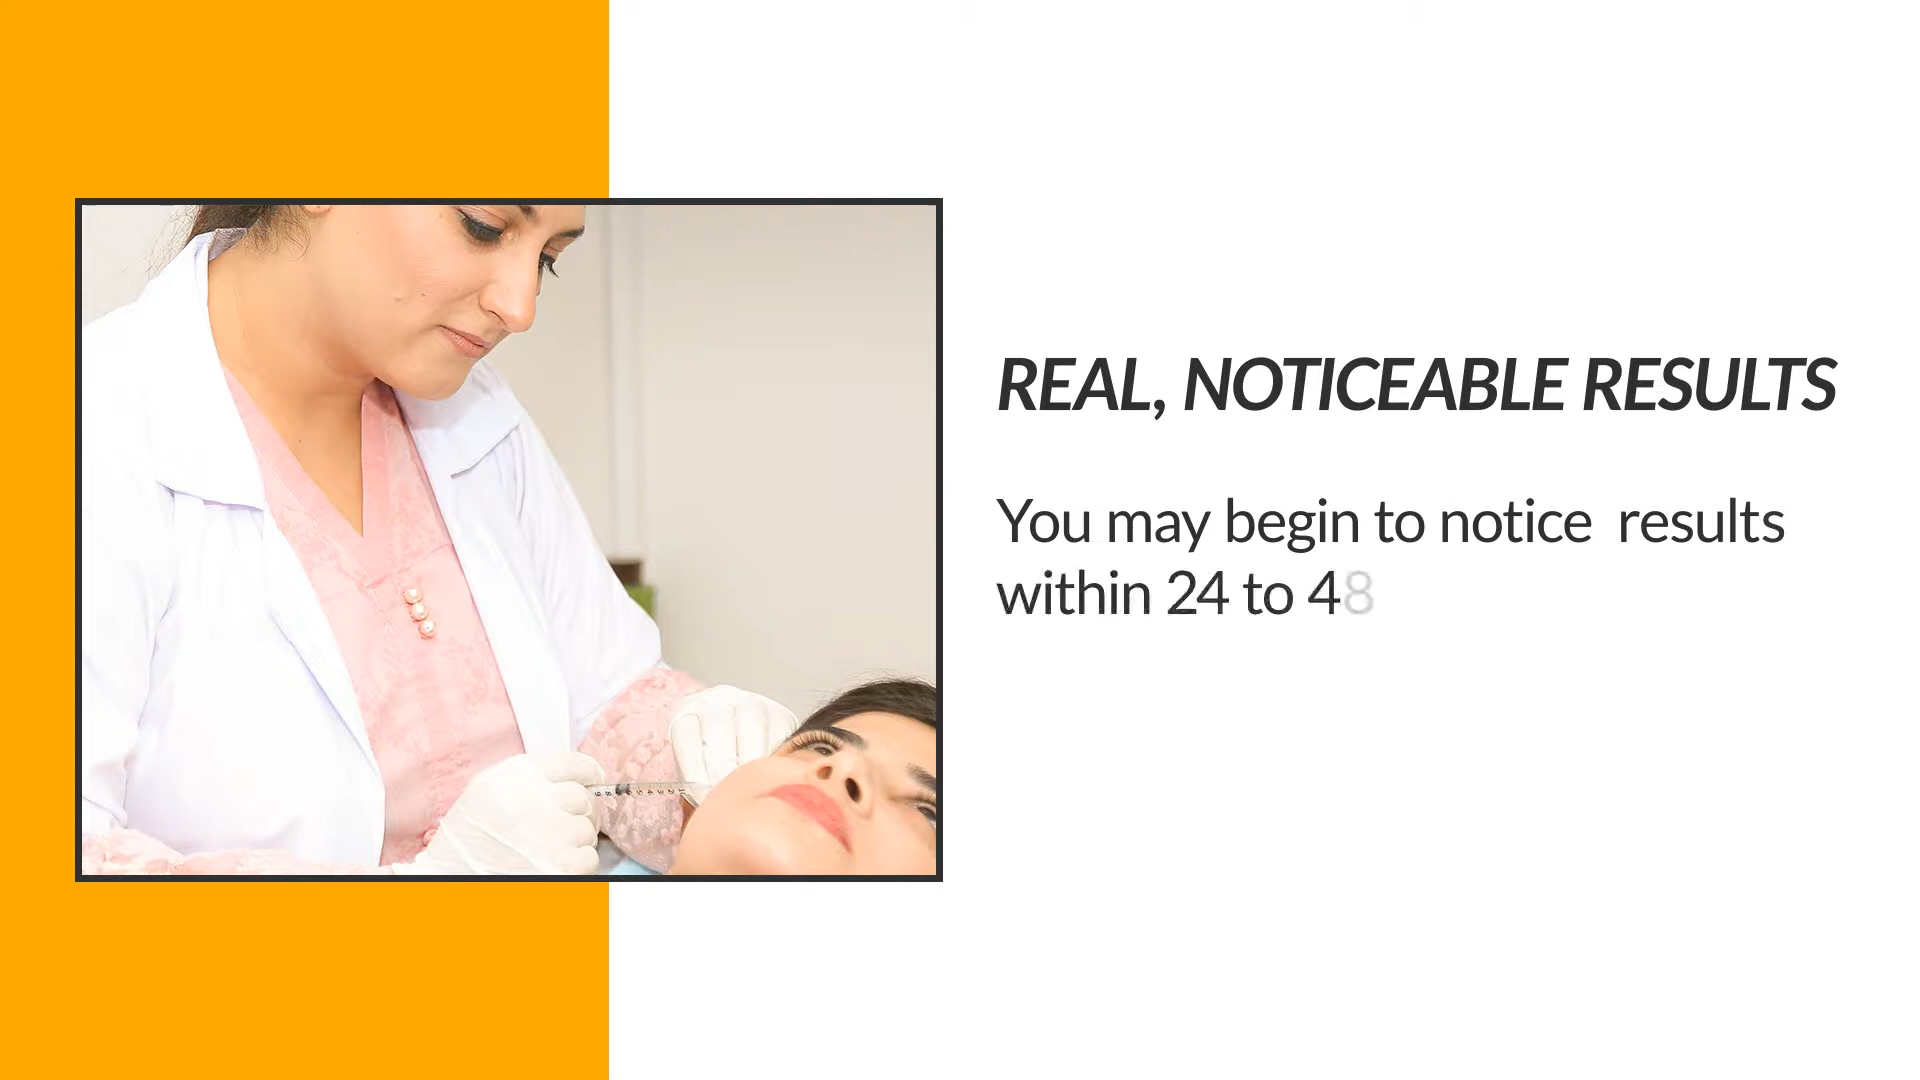 REAL, NOTICEABLE RESULTS
You may begin to notice  results
within 24 to 48